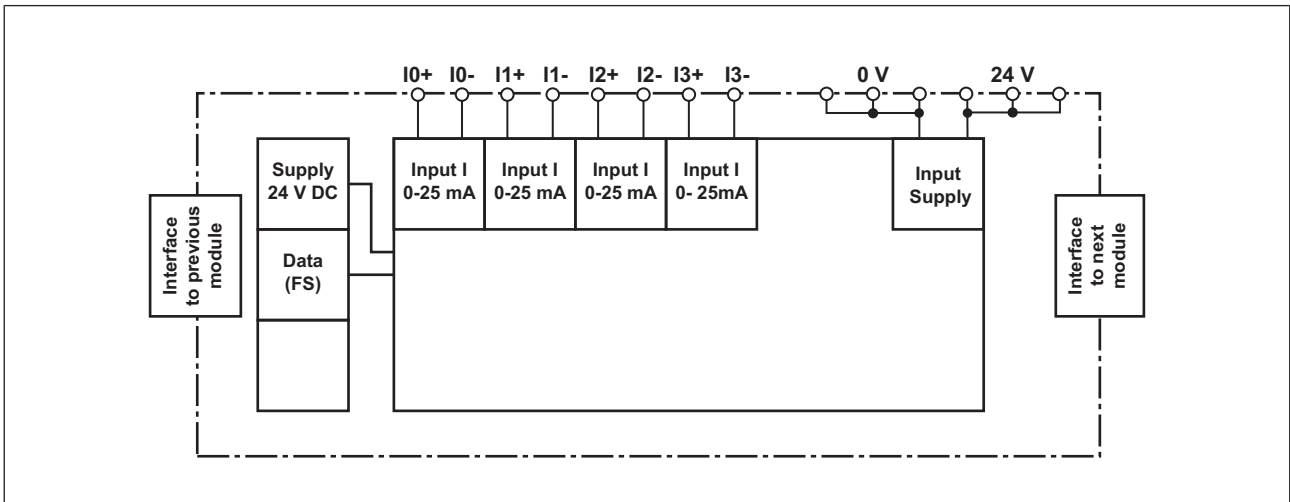 I0+ I0- I1+ I1- I2+ I2- I3+ I3- 0 V 24 V
Supply
24 V DC
Input I
0-25 mA
Input I
0-25 mA
Input I
0-25 mA
Input I
0- 25mA
Input
Supply
Interface
to previous
module
Data
(FS)
Interface
to next
module